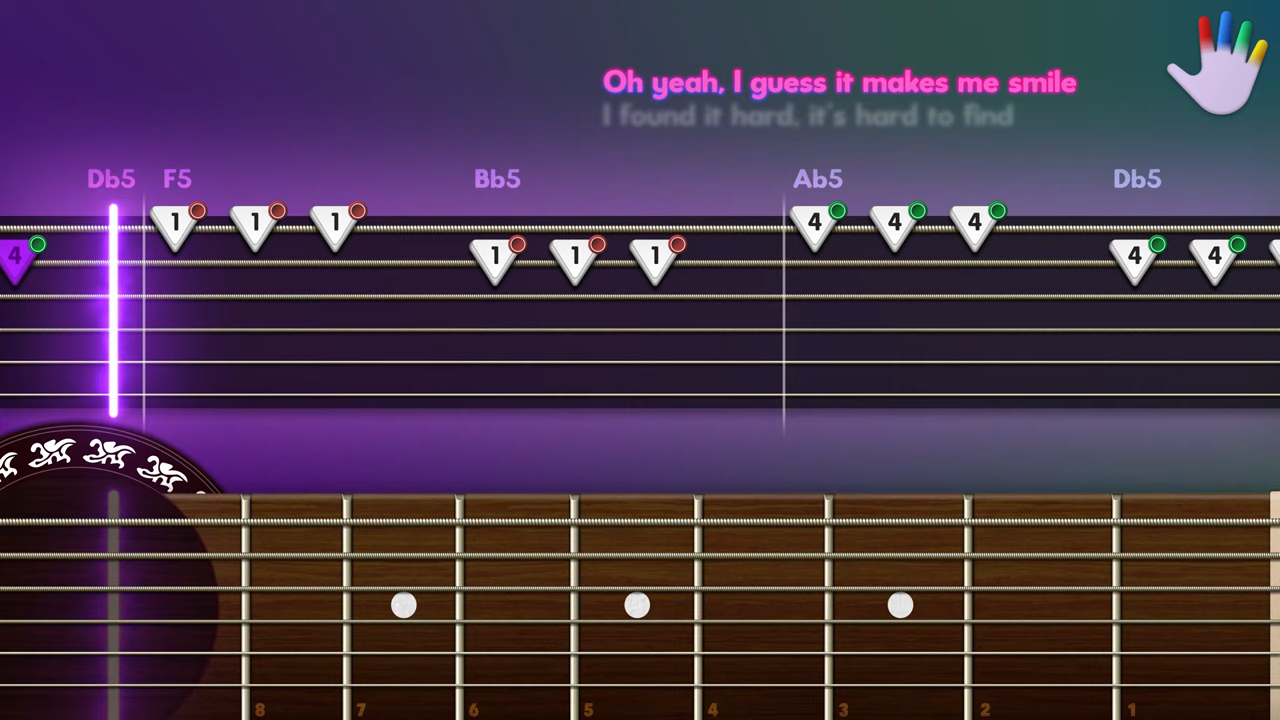 Oh yeah, I guess it makes me smile
I found it hard, it's hard to find
Db5 F5 Bb5 Ab5 Db5
1 1 1 4 4 4
4 1 1 1 4 4
8 7 6 5 4 3 2 1